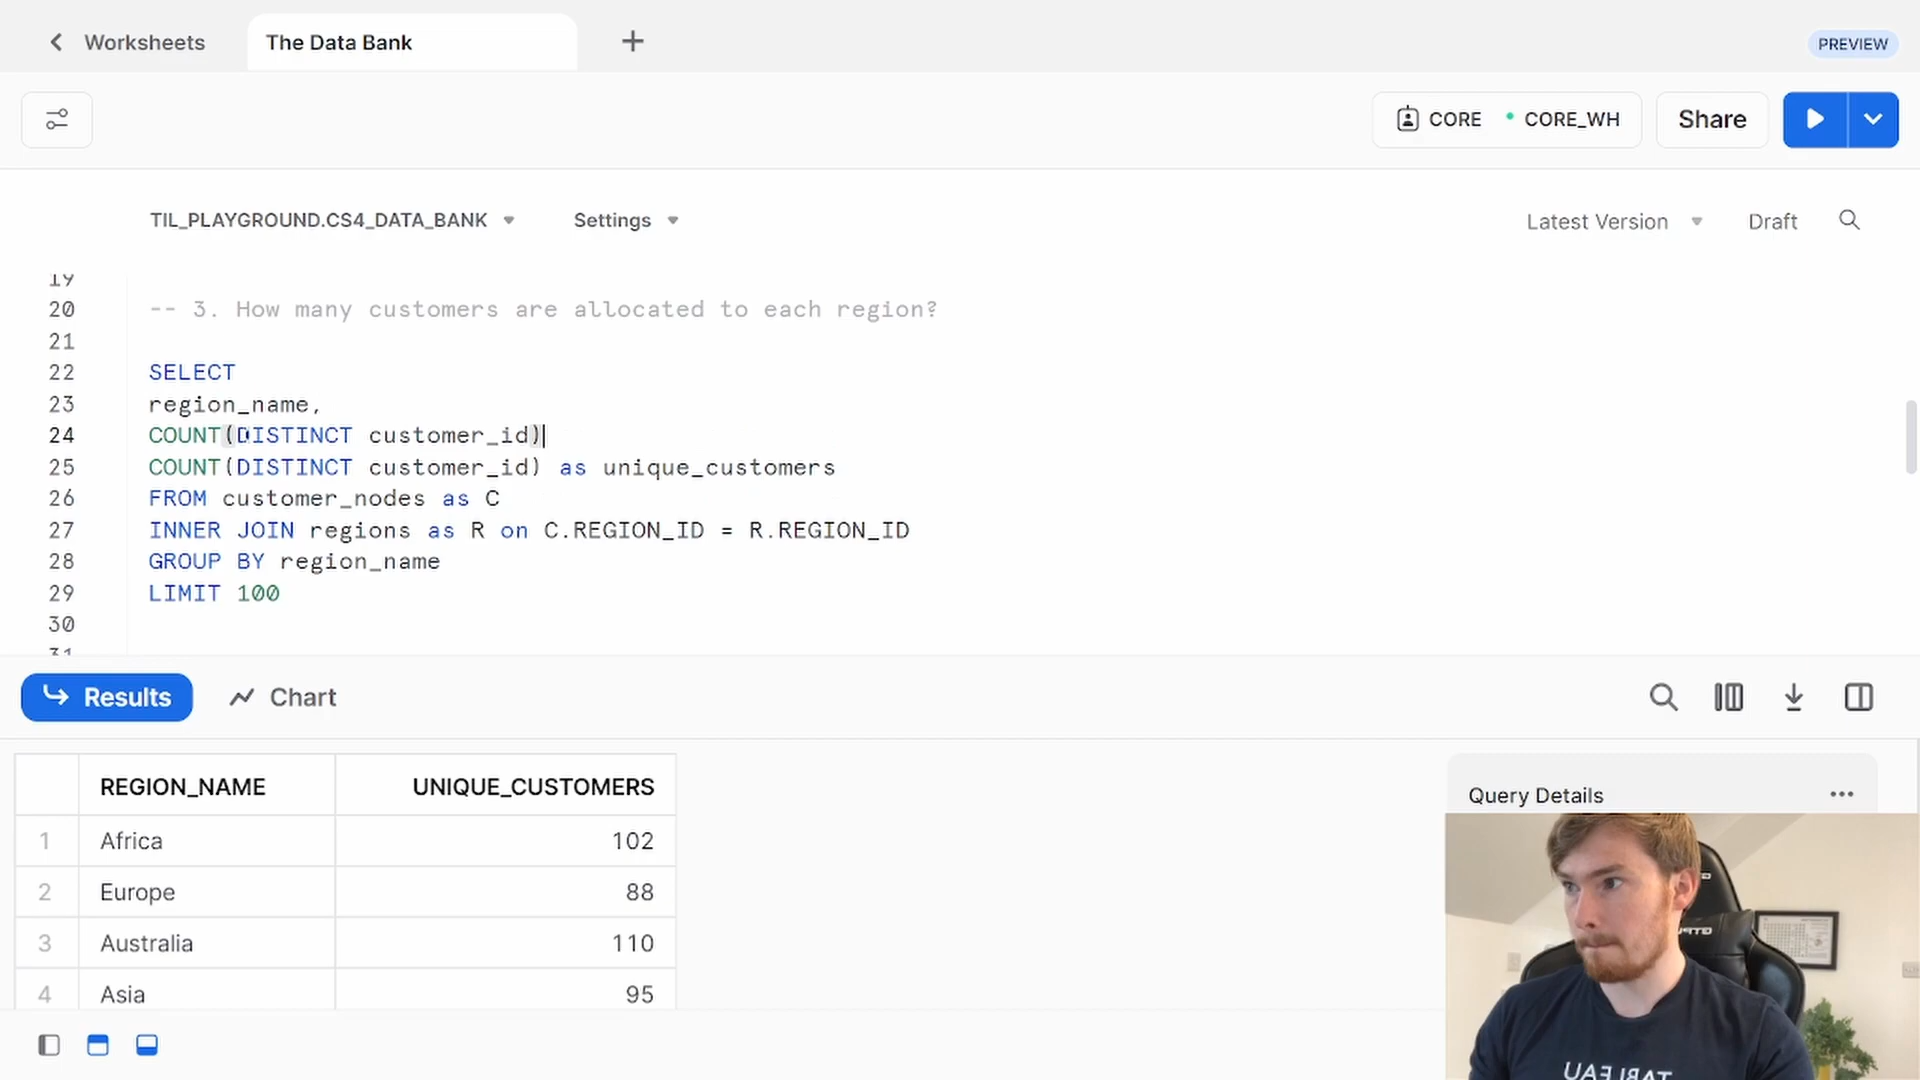 Worksheets
The Data Bank
PREVIEW
CORE
CORE_WH
Share
TIL_PLAYGROUND.CS4_DATA_BANK
Settings
Latest Version
Draft
19
20 -- 3. How many customers are allocated to each region?
21
22 SELECT
23 region_name,
24 COUNT(DISTINCT customer_id)
25 COUNT(DISTINCT customer_id) as unique_customers
26 FROM customer_nodes as C
27 INNER JOIN regions as R on C.REGION_ID = R.REGION_ID
28 GROUP BY region_name
29 LIMIT 100
30
31
Results
Chart
REGION_NAME UNIQUE_CUSTOMERS
1 Africa 102
2 Europe 88
3 Australia 110
4 Asia 95
Query Details